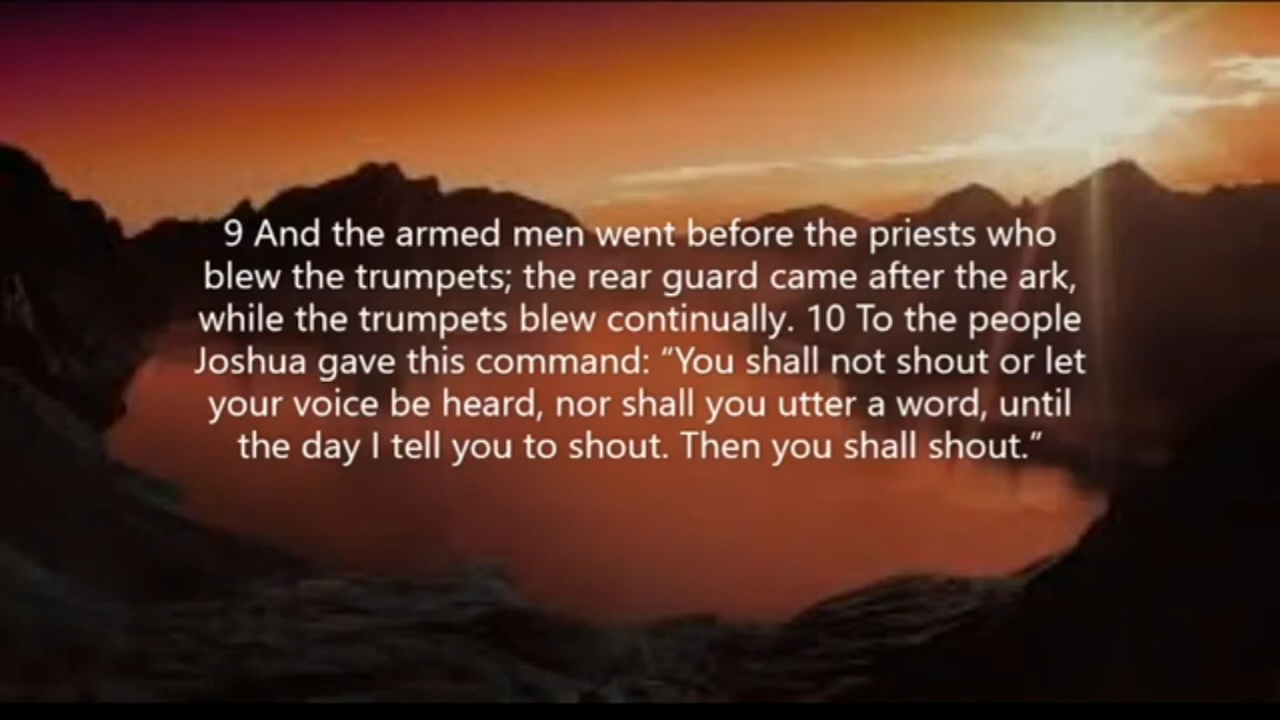 9 And the armed men went before the priests who
blew the trumpets; the rear guard came after the ark,
while the trumpets blew continually. 10 To the people
Joshua gave this command: “You shall not shout or let
your voice be heard, nor shall you utter a word, until
the day I tell you to shout. Then you shall shout.”